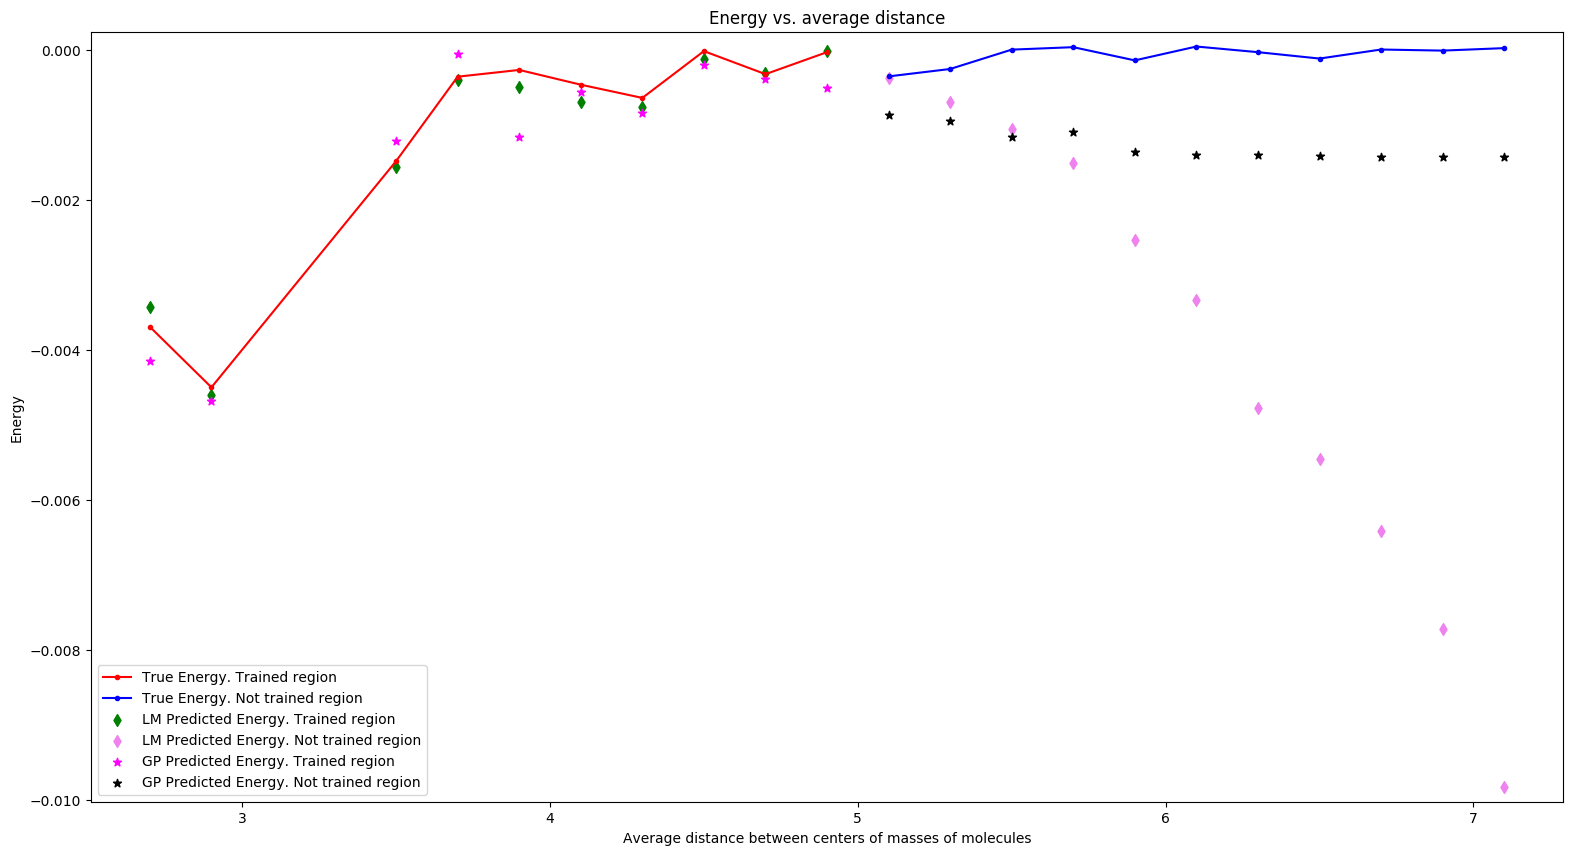 Energy vs. average distance
Energy
0.000
−0.002
−0.004
−0.006
−0.008
−0.010
True Energy. Trained region
True Energy. Not trained region
LM Predicted Energy. Trained region
LM Predicted Energy. Not trained region
GP Predicted Energy. Trained region
GP Predicted Energy. Not trained region
3 4 5 6 7
Average distance between centers of masses of molecules